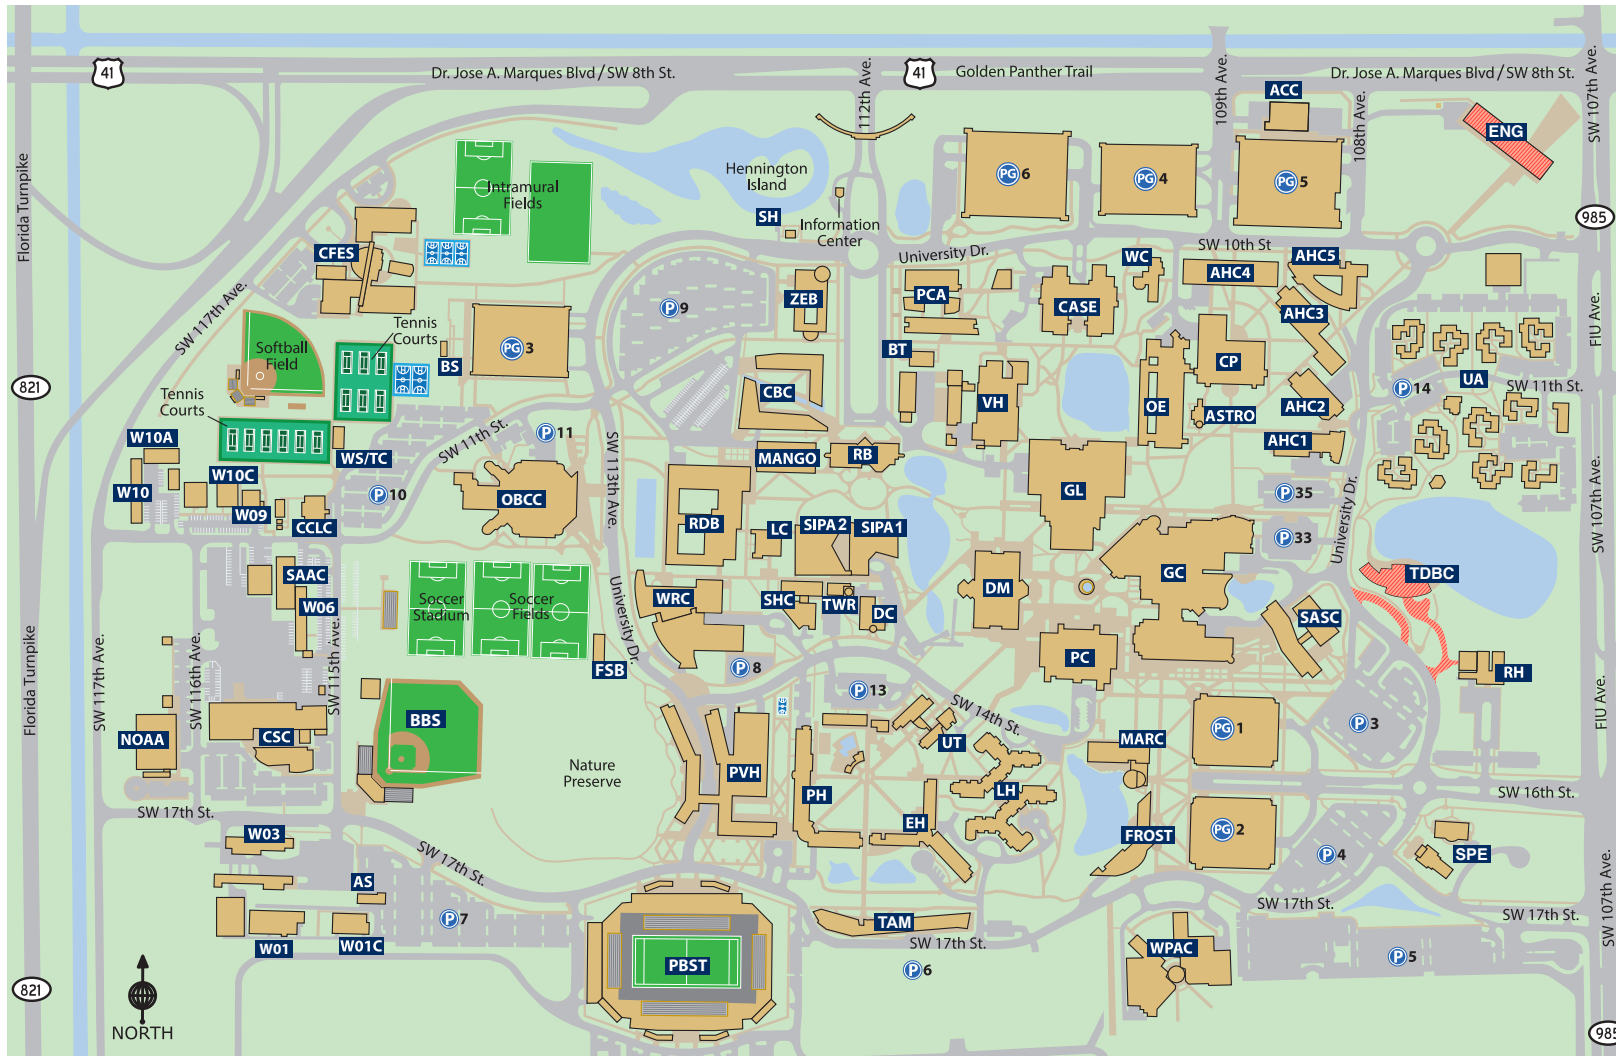 41
Dr. Jose A. Marques Blvd / SW 8th St.
112th Ave.
41
Golden Panther Trail
109th Ave.
ACC
Dr. Jose A. Marques Blvd / SW 8th St.
108th Ave.
SW 107th Ave.
ENG
Florida Turnpike
Intramural
Fields
Hennington
Island
SH
Information
Center
PG 6
PG 4
PG 5
985
CFES
University Dr.
WC
SW 10th St
AHC4
AHC5
SW 117th Ave.
P 9
ZEB
PCA
CASE
AHC3
FIU Ave.
Tennis
Courts
Softball
Field
PG 3
BS
BT
CP
821
Tennis
Courts
CBC
VH
OE
ASTRO
AHC2
P 14
UA
SW 11th St.
W10A
WS/TC
SW 11th St.
P 11
SW 113th Ave.
MANGO
RB
AHC1
W10
W10C
W09
CCLC
P 10
OBCC
RDB
LC
SIPA 2
SIPA 1
GL
P 35
P 33
University Dr.
SW 107th Ave.
SAAC
W06
Soccer
Stadium
Soccer
Fields
University Dr.
WRC
SHC
TWR
DC
DM
GC
TDBC
SASC
Florida Turnpike
SW 117th Ave.
SW 116th Ave.
SW 115th Ave.
FSB
P 8
PC
RH
P 13
SW 14th St.
BBS
NOAA
CSC
UT
MARC
PG 1
P 3
FIU Ave.
Nature
Preserve
PVH
PH
LH
SW 16th St.
SW 17th St.
W03
EH
FROST
PG 2
P 4
SPE
SW 17th St.
AS
P 7
W01
W01C
TAM
SW 17th St.
SW 17th St.
SW 17th St.
SW 107th Ave.
WPAC
P 5
PBST
P 6
821
NORTH
985